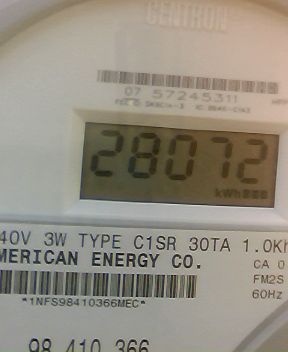 CENTRON
07 57245311
28072
kWh
40V 3W TYPE C1SR 30TA 1.0Kh
MERICAN ENERGY CO.
CA 0
FM2S
60Hz
*1NFS98410366MEC*
98 410 366